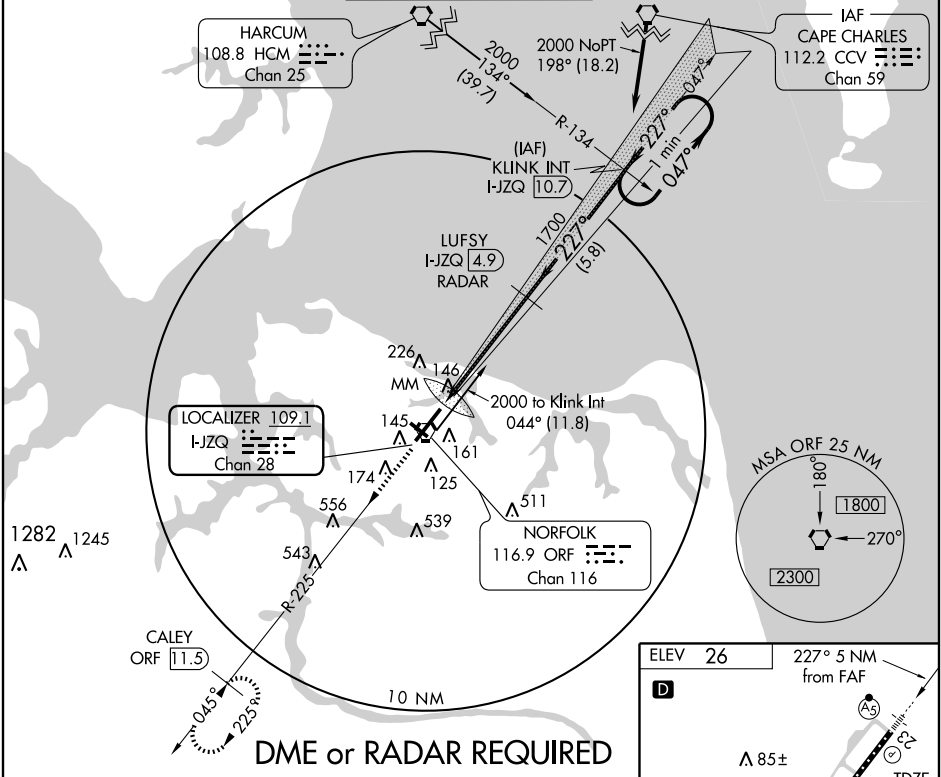 HARCUM
108.8 HCM
Chan 25
2000
134°
(39.7)
R-134
2000 NoPT
198° (18.2)
IAF
CAPE CHARLES
112.2 CCV
Chan 59
047°
227°
1 min
047°
(IAF)
KLINK INT
I-JZQ 10.7
1700
227°
(5.8)
LUFSY
I-JZQ 4.9
RADAR
226
146
MM
2000 to Klink Int
044° (11.8)
LOCALIZER 109.1
I-JZQ
Chan 28
145
161
174
125
556
539
511
543
1282
1245
NORFOLK
116.9 ORF
Chan 116
MSA ORF 25 NM
180°
1800
270°
2300
R-225
CALEY
ORF 11.5
045°
225°
10 NM
DME or RADAR REQUIRED
ELEV 26
D
227° 5 NM
from FAF
A5
23
P
85±
TDZE